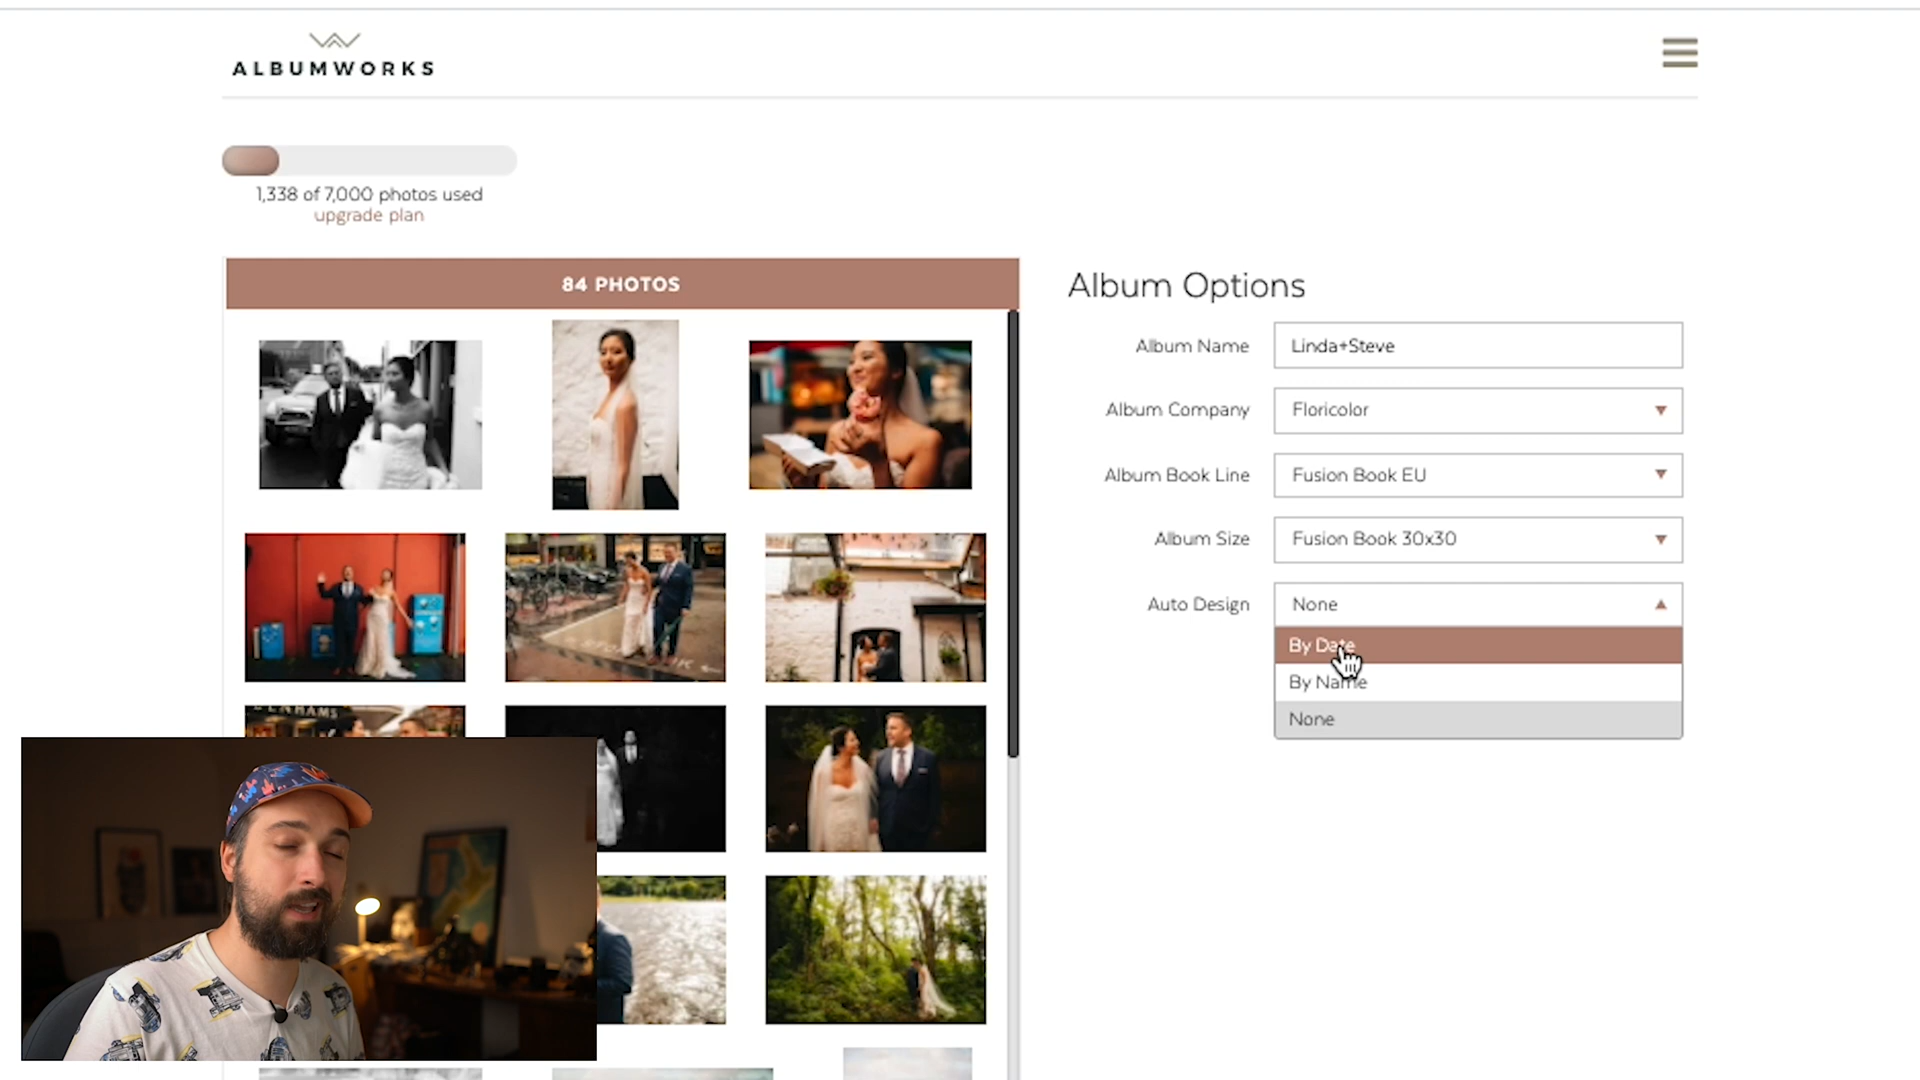 ALBUMWORKS
1,338 of 7,000 photos used
upgrade plan
84 PHOTOS
Album Options
Album Name
Linda+Steve
Album Company
Floricolor
Album Book Line
Fusion Book EU
Album Size
Fusion Book 30x30
Auto Design
None
By Date
By Name
None